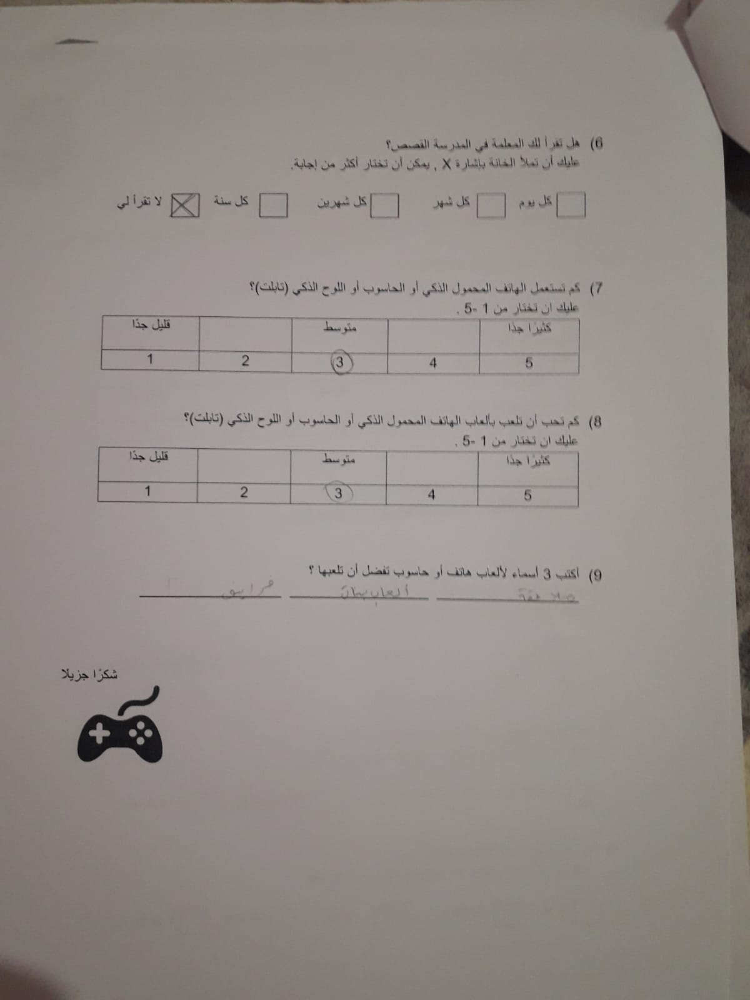 6) هل تقرأ لك المعلمة في المدرسة القصص؟
عليك أن تملأ الخانة بإشارة X , يمكن أن تختار أكثر من إجابة.
كل يوم كل شهر كل شهرين كل سنة لا تقرأ لي
7) كم تستعمل الهاتف المحمول الذكي أو الحاسوب أو اللوح الذكي (تابلت)؟
عليك ان تختار من 1 -5 .
كثيرًا جدًا متوسط قليل جدًا
5 4 3 2 1
8) كم تحب أن تلعب بألعاب الهاتف المحمول الذكي أو الحاسوب أو اللوح الذكي (تابلت)؟
عليك ان تختار من 1 -5 .
كثيرًا جدًا متوسط قليل جدًا
5 4 3 2 1
9) أكتب 3 أسماء لألعاب هاتف أو حاسوب تفضل أن تلعبها ؟
ألعاب بنات
شكرًا جزيلا